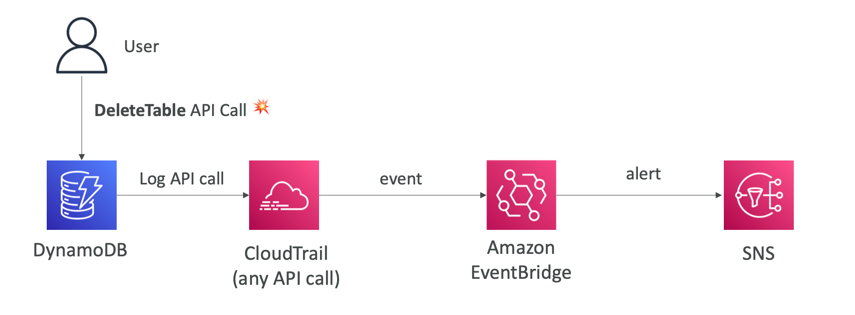 User
DeleteTable API Call 💥
Log API call
event
alert
DynamoDB
CloudTrail
(any API call)
Amazon
EventBridge
SNS